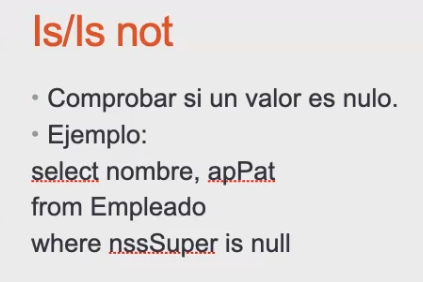 Is/Is not
• Comprobar si un valor es nulo.
• Ejemplo:
select nombre, apPat
from Empleado
where nssSuper is null